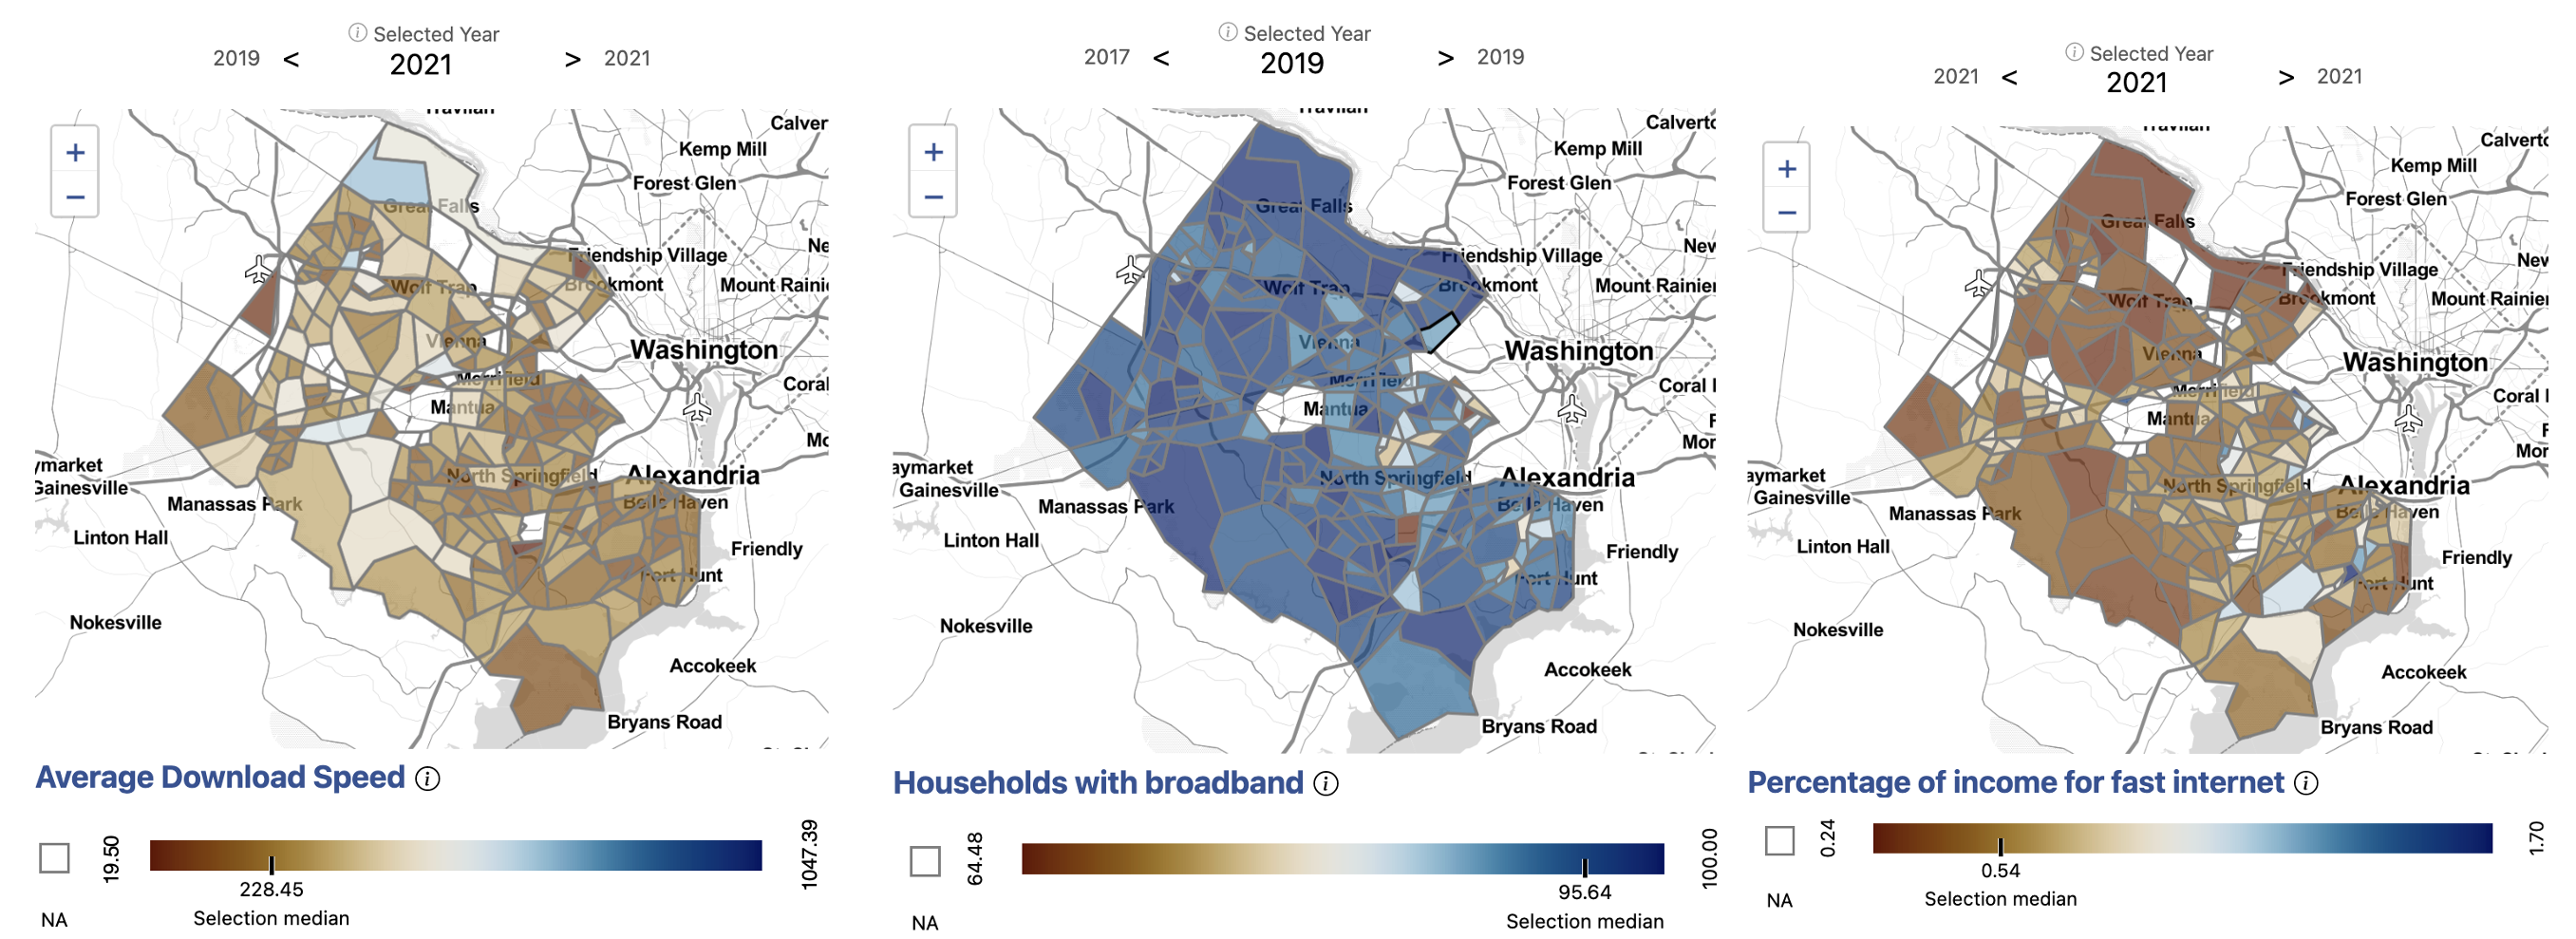 Selected Year
2019 < 2021 > 2021
+
−
Calver
Kemp Mill
Forest Glen
Great Falls
Ne
Friendship Village
Wolf Trap
Brookmont
Mount Raini
Vienna
Washington
Merrifield
Coral
Mantua
Mc
ymarket
North Springfield
Alexandria
Gainesville
Manassas Park
Belle Haven
Linton Hall
Friendly
Fort Hunt
Nokesville
Accokeek
Bryans Road
Average Download Speed
19.50
1047.39
228.45
NA
Selection median
Selected Year
2017 < 2019 > 2019
+
−
Calverto
Kemp Mill
Forest Glen
Great Falls
Nev
Friendship Village
Wolf Trap
Brookmont
Mount Rainier
Vienna
Washington
Merrifield
Coral
Mantua
Mor
aymarket
North Springfield
Alexandria
Gainesville
Manassas Park
Belle Haven
Linton Hall
Friendly
Fort Hunt
Nokesville
Accokeek
Bryans Road
Households with broadband
64.48
100.00
95.64
NA
Selection median
Selected Year
2021 < 2021 > 2021
+
−
Calverto
Kemp Mill
Forest Glen
Great Falls
New
Friendship Village
Wolf Trap
Brookmont
Mount Rainier
Vienna
Washington
Merrifield
Coral
Mantua
Mor
aymarket
North Springfield
Alexandria
Gainesville
Manassas Park
Belle Haven
Linton Hall
Friendly
Fort Hunt
Nokesville
Accokeek
Bryans Road
Percentage of income for fast internet
0.24
1.70
0.54
NA
Selection median